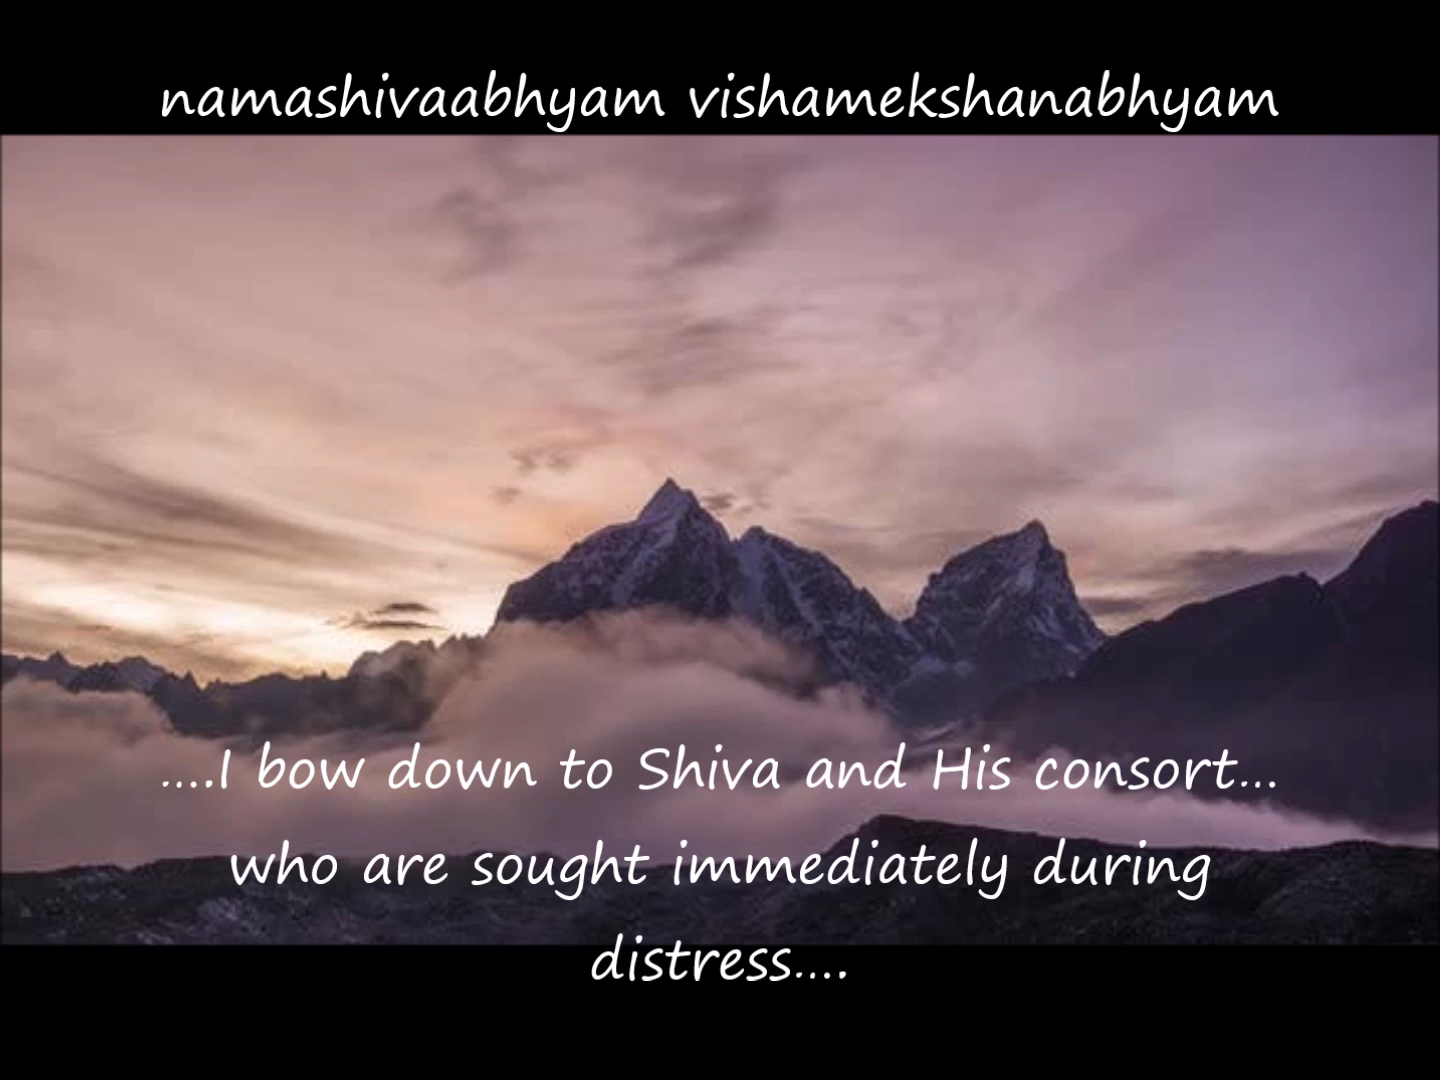 namashivaabhyam vishamekshanabhyam
....I bow down to Shiva and His consort...
who are sought immediately during
distress....